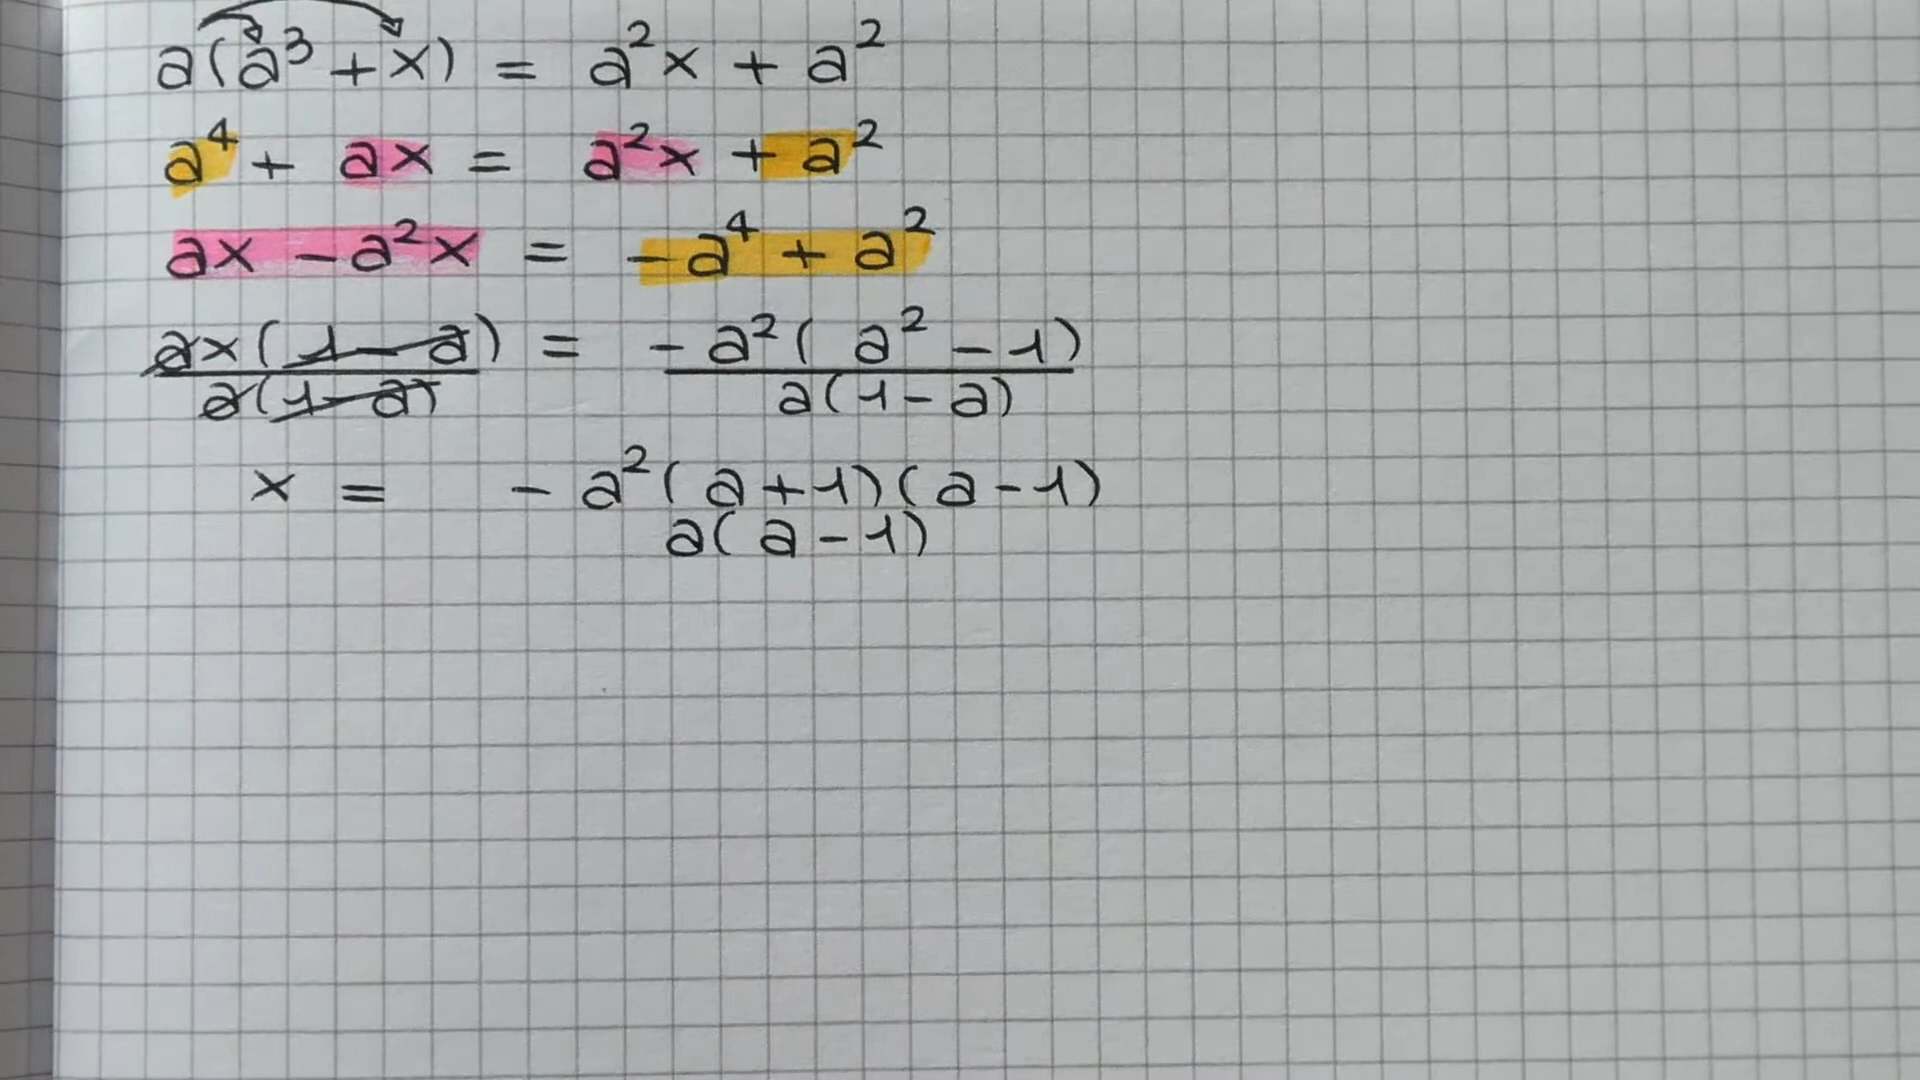 a(a³ + x) = a²x + a²
a⁴ + ax = a²x + a²
ax - a²x = -a⁴ + a²
ax(1 - a) = -a²(a² - 1)
a(1 - a) a(1 - a)
x = - a²(a + 1)(a - 1)
a(a - 1)